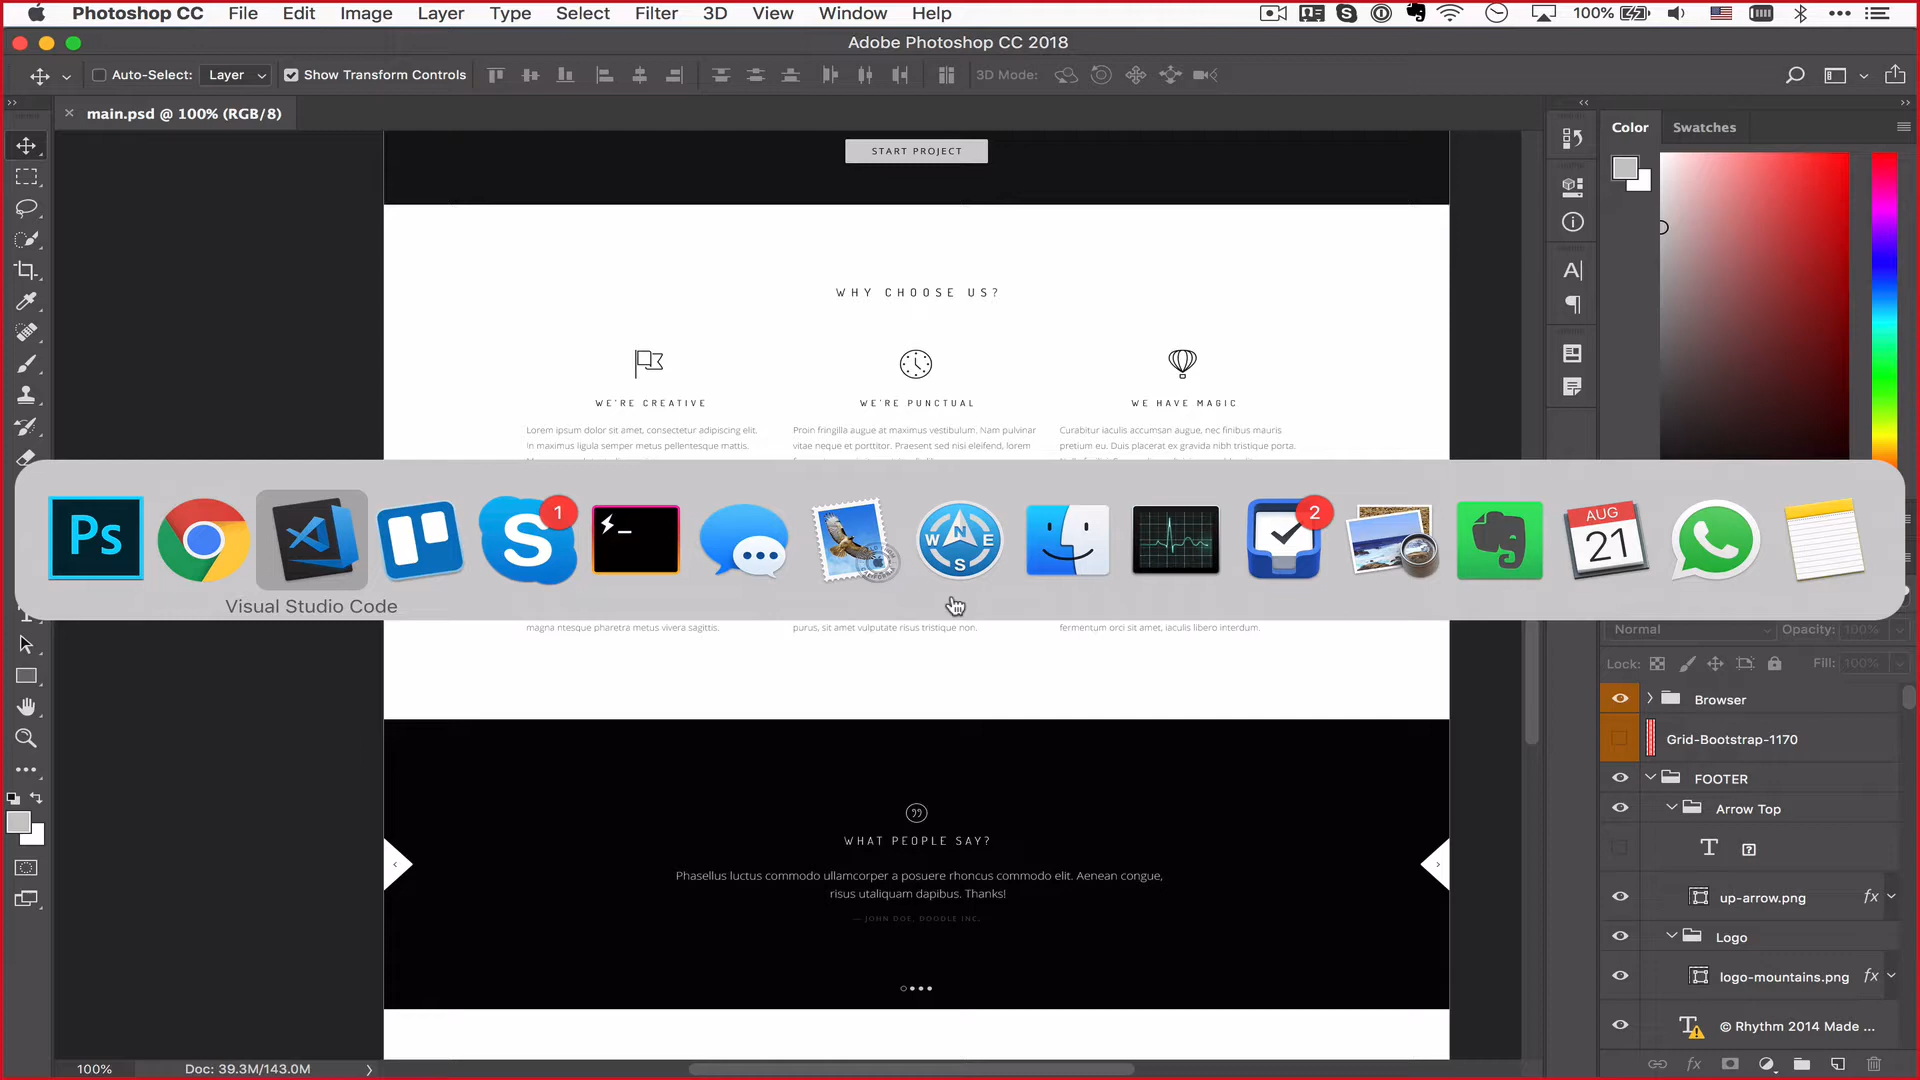 Photoshop CC File Edit Image Layer Type Select Filter 3D View Window Help 100%
Adobe Photoshop CC 2018
Auto-Select: Layer Show Transform Controls 3D Mode:
main.psd @ 100% (RGB/8)
Color Swatches
START PROJECT
WHY CHOOSE US?
WE'RE CREATIVE
WE'RE PUNCTUAL
WE HAVE MAGIC
Lorem ipsum dolor sit amet, consectetur adipiscing elit.
In maximus ligula semper metus pellentesque mattis.
Proin fringilla augue at maximus vestibulum. Nam pulvinar
vitae neque et porttitor. Praesent sed nisi eleifend, lorem
Curabitur iaculis accumsan augue, nec finibus mauris
pretium eu. Duis placerat ex gravida nibh tristique porta.
Ps
S
1
N
W E
S
2
AUG
21
Visual Studio Code
magna ntesque pharetra metus vivera sagittis.
purus, sit amet vulputate risus tristique non.
fermentum orci sit amet, iaculis libero interdum.
Normal Opacity: 100%
Lock: Fill: 100%
Browser
Grid-Bootstrap-1170
FOOTER
Arrow Top
up-arrow.png fx
Logo
logo-mountains.png fx
© Rhythm 2014 Made ...
WHAT PEOPLE SAY?
Phasellus luctus commodo ullamcorper a posuere rhoncus commodo elit. Aenean congue,
risus utaliquam dapibus. Thanks!
— JOHN DOE, DOODLE INC.
100% Doc: 39.3M/143.0M
fx